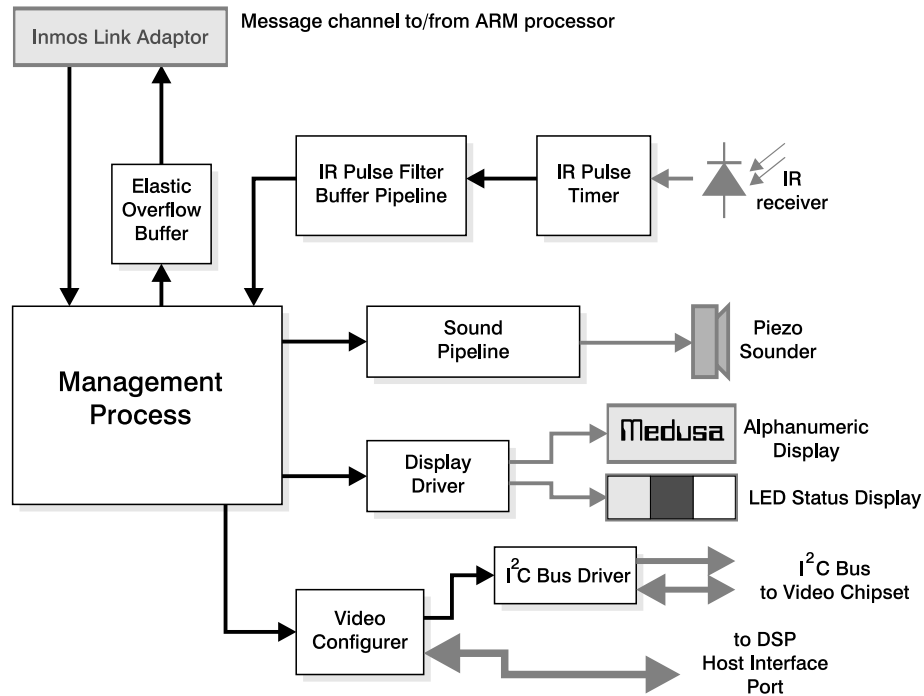 Inmos Link Adaptor
Message channel to/from ARM processor
Elastic
Overflow
Buffer
IR Pulse Filter
Buffer Pipeline
IR Pulse
Timer
IR
receiver
Management
Process
Sound
Pipeline
Piezo
Sounder
Display
Driver
Medusa
Alphanumeric
Display
LED Status Display
I²C Bus Driver
I²C Bus
to Video Chipset
Video
Configurer
to DSP
Host Interface
Port